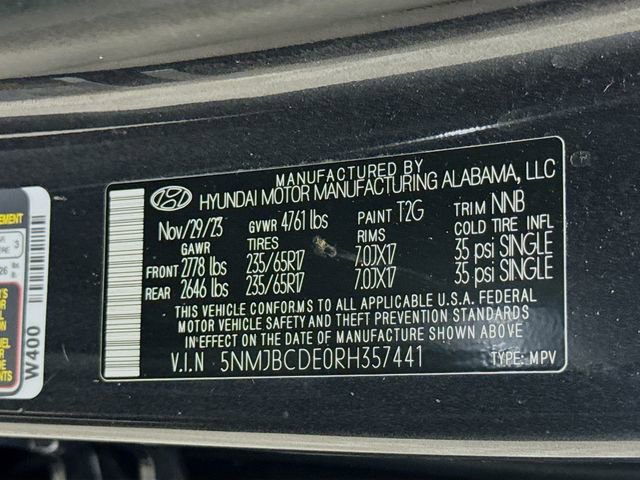 MANUFACTURED BY
HYUNDAI MOTOR MANUFACTURING ALABAMA, LLC
Nov/29/23 GVWR 4761 lbs PAINT T2G TRIM NNB
GAWR TIRES RIMS COLD TIRE INFL
FRONT 2778 lbs 235/65R17 7.0JX17 35 psi SINGLE
REAR 2646 lbs 235/65R17 7.0JX17 35 psi SINGLE
THIS VEHICLE CONFORMS TO ALL APPLICABLE U.S.A. FEDERAL
MOTOR VEHICLE SAFETY AND THEFT PREVENTION STANDARDS
IN EFFECT ON THE DATE OF MANUFACTURE SHOWN ABOVE.
V.I.N 5NMJBCDE0RH357441 TYPE: MPV
W400
3
26